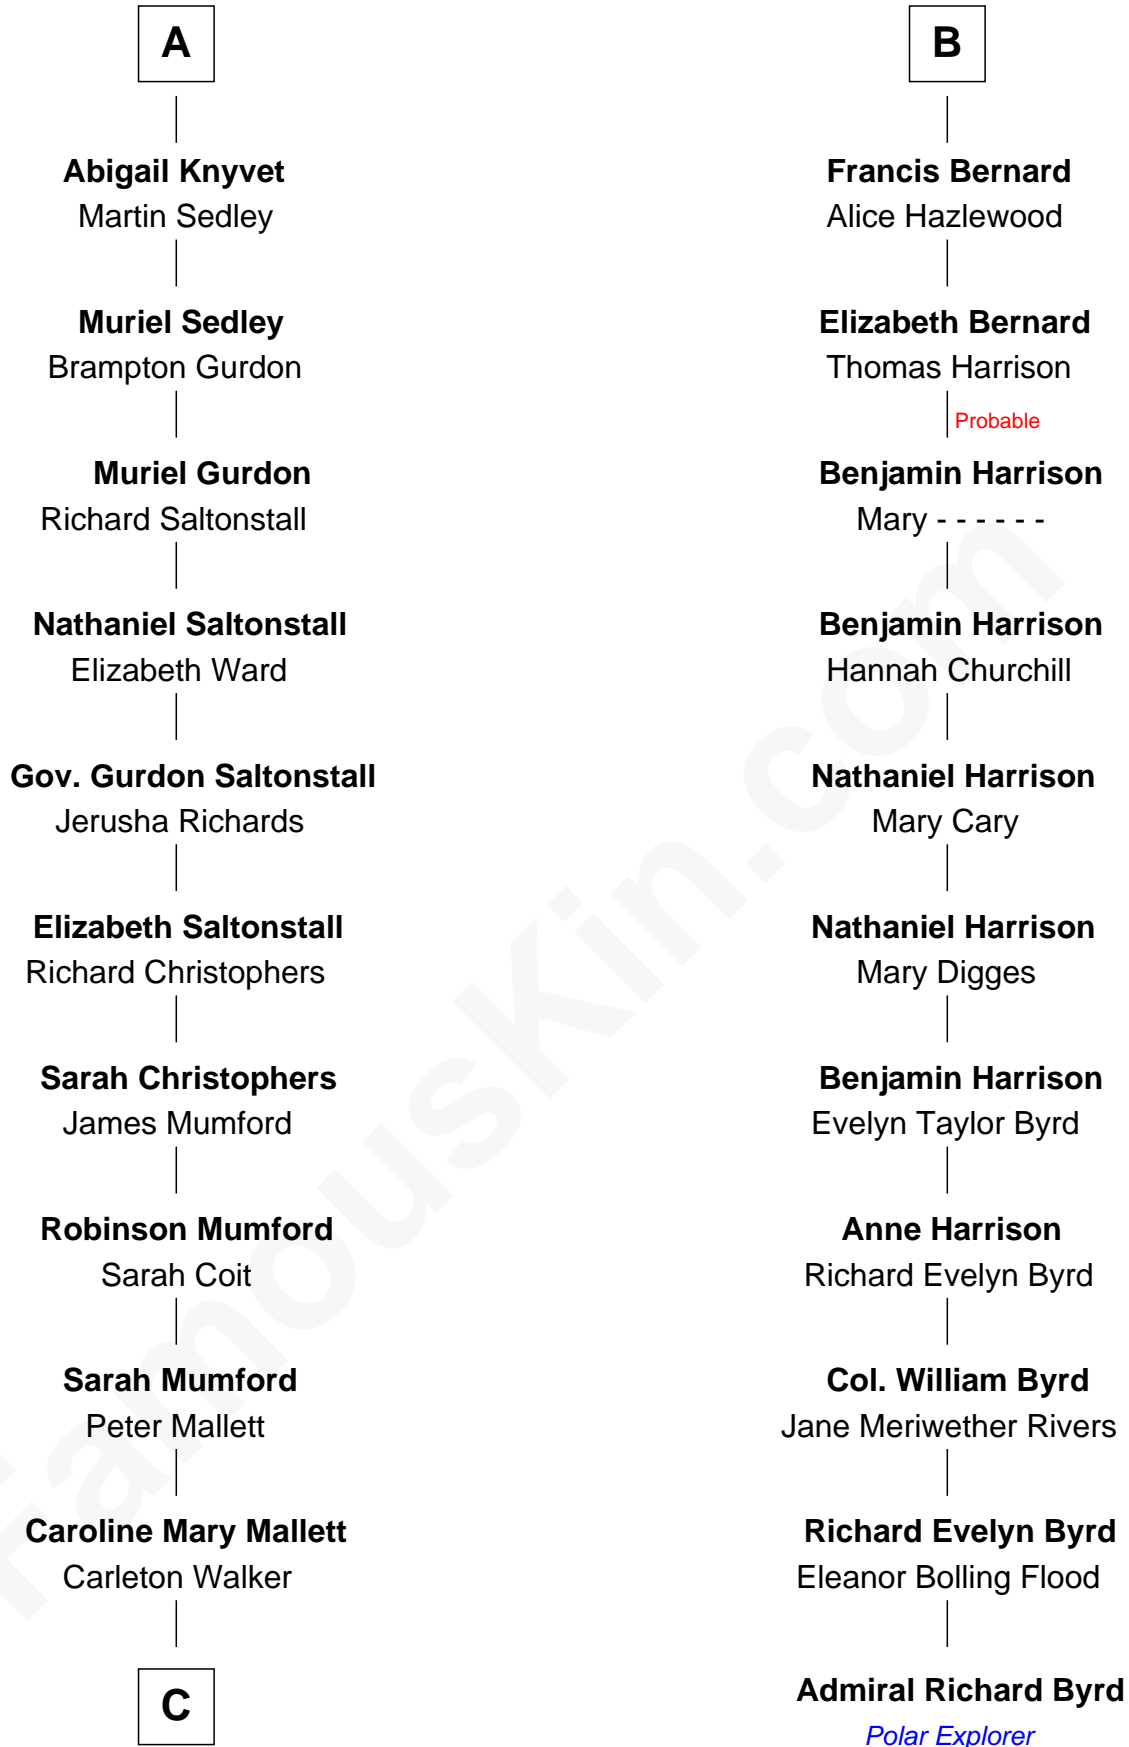 A
Abigail Knyvet
Martin Sedley
Muriel Sedley
Brampton Gurdon
Muriel Gurdon
Richard Saltonstall
Nathaniel Saltonstall
Elizabeth Ward
Gov. Gurdon Saltonstall
Jerusha Richards
Elizabeth Saltonstall
Richard Christophers
Sarah Christophers
James Mumford
Robinson Mumford
Sarah Coit
Sarah Mumford
Peter Mallett
Caroline Mary Mallett
Carleton Walker
C
B
Francis Bernard
Alice Hazlewood
Elizabeth Bernard
Thomas Harrison
Probable
Benjamin Harrison
Mary - - - - - -
Benjamin Harrison
Hannah Churchill
Nathaniel Harrison
Mary Cary
Nathaniel Harrison
Mary Digges
Benjamin Harrison
Evelyn Taylor Byrd
Anne Harrison
Richard Evelyn Byrd
Col. William Byrd
Jane Meriwether Rivers
Richard Evelyn Byrd
Eleanor Bolling Flood
Admiral Richard Byrd
Polar Explorer
FamousKin.com